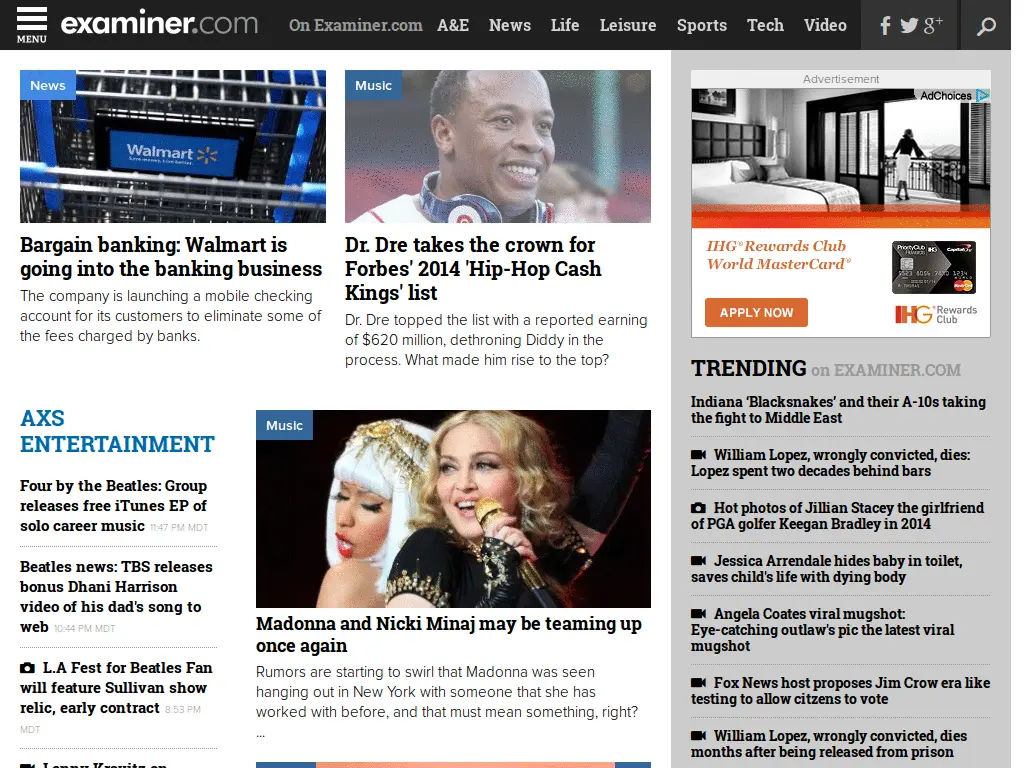 MENU
examiner.com
On Examiner.com
A&E
News
Life
Leisure
Sports
Tech
Video
News
Walmart
Save money. Live better.
Bargain banking: Walmart is
going into the banking business
The company is launching a mobile checking
account for its customers to eliminate some of
the fees charged by banks.
Music
Dr. Dre takes the crown for
Forbes' 2014 'Hip-Hop Cash
Kings' list
Dr. Dre topped the list with a reported earning
of $620 million, dethroning Diddy in the
process. What made him rise to the top?
AXS
ENTERTAINMENT
Four by the Beatles: Group
releases free iTunes EP of
solo career music 11:47 PM MDT
Beatles news: TBS releases
bonus Dhani Harrison
video of his dad's song to
web 10:44 PM MDT
L.A Fest for Beatles Fan
will feature Sullivan show
relic, early contract 8:53 PM
MDT
Music
Madonna and Nicki Minaj may be teaming up
once again
Rumors are starting to swirl that Madonna was seen
hanging out in New York with someone that she has
worked with before, and that must mean something, right?
...
Advertisement
AdChoices
IHG® Rewards Club
World MasterCard®
APPLY NOW
PriorityClub
Rewards
IHG
Capital
MasterCard
IHG® Rewards
Club
TRENDING on EXAMINER.COM
Indiana ‘Blacksnakes’ and their A-10s taking
the fight to Middle East
William Lopez, wrongly convicted, dies:
Lopez spent two decades behind bars
Hot photos of Jillian Stacey the girlfriend
of PGA golfer Keegan Bradley in 2014
Jessica Arrendale hides baby in toilet,
saves child's life with dying body
Angela Coates viral mugshot:
Eye-catching outlaw's pic the latest viral
mugshot
Fox News host proposes Jim Crow era like
testing to allow citzens to vote
William Lopez, wrongly convicted, dies
months after being released from prison